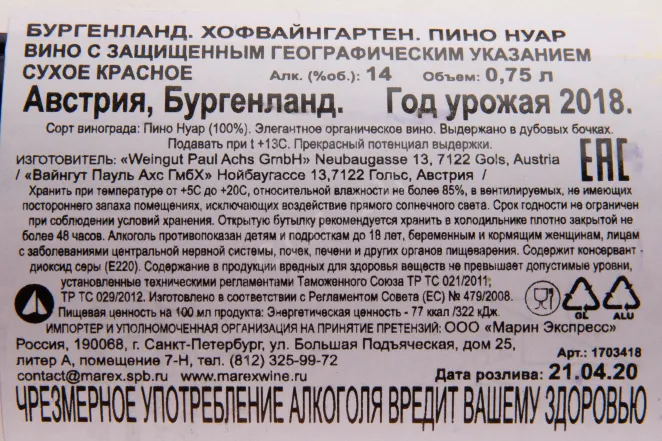 БУРГЕНЛАНД. ХОФВАЙНГАРТЕН. ПИНО НУАР
ВИНО С ЗАЩИЩЕННЫМ ГЕОГРАФИЧЕСКИМ УКАЗАНИЕМ
СУХОЕ КРАСНОЕ Алк. (%об.): 14 Объем: 0,75 л
Австрия, Бургенланд. Год урожая 2018.
Сорт винограда: Пино Нуар (100%). Элегантное органическое вино. Выдержано в дубовых бочках.
Подавать при t +13С. Прекрасный потенциал выдержки.
ИЗГОТОВИТЕЛЬ: «Weingut Paul Achs GmbH» Neubaugasse 13, 7122 Gols, Austria
/ «Вайнгут Пауль Ахс ГмбХ» Нойбаугассе 13,7122 Гольс, Австрия /
EAC
Хранить при температуре от +5С до +20С, относительной влажности не более 85%, в вентилируемых, не имеющих
постороннего запаха помещениях, исключающих воздействие прямого солнечного света. Срок годности не ограничен
при соблюдении условий хранения. Открытую бутылку рекомендуется хранить в холодильнике плотно закрытой не
более 48 часов. Алкоголь противопоказан детям и подросткам до 18 лет, беременным и кормящим женщинам, лицам
с заболеваниями центральной нервной системы, почек, печени и других органов пищеварения. Содержит консервант -
диоксид серы (Е220). Содержание в продукции вредных для здоровья веществ не превышает допустимые уровни,
установленные техническими регламентами Таможенного Союза ТР ТС 021/2011;
ТР ТС 029/2012. Изготовлено в соответствии с Регламентом Совета (ЕС) № 479/2008.
Пищевая ценность на 100 мл продукта: Энергетическая ценность - 77 ккал /322 кДж.
GL ALU
ИМПОРТЕР И УПОЛНОМОЧЕННАЯ ОРГАНИЗАЦИЯ НА ПРИНЯТИЕ ПРЕТЕНЗИЙ: ООО «Марин Экспресс»
Россия, 190068, г. Санкт-Петербург, ул. Большая Подъяческая, дом 25,
литер А, помещение 7-Н, тел. (812) 325-99-72 Арт.: 1703418
contact@marex.spb.ru www.marexwine.ru Дата розлива: 21.04.20
ЧРЕЗМЕРНОЕ УПОТРЕБЛЕНИЕ АЛКОГОЛЯ ВРЕДИТ ВАШЕМУ ЗДОРОВЬЮ